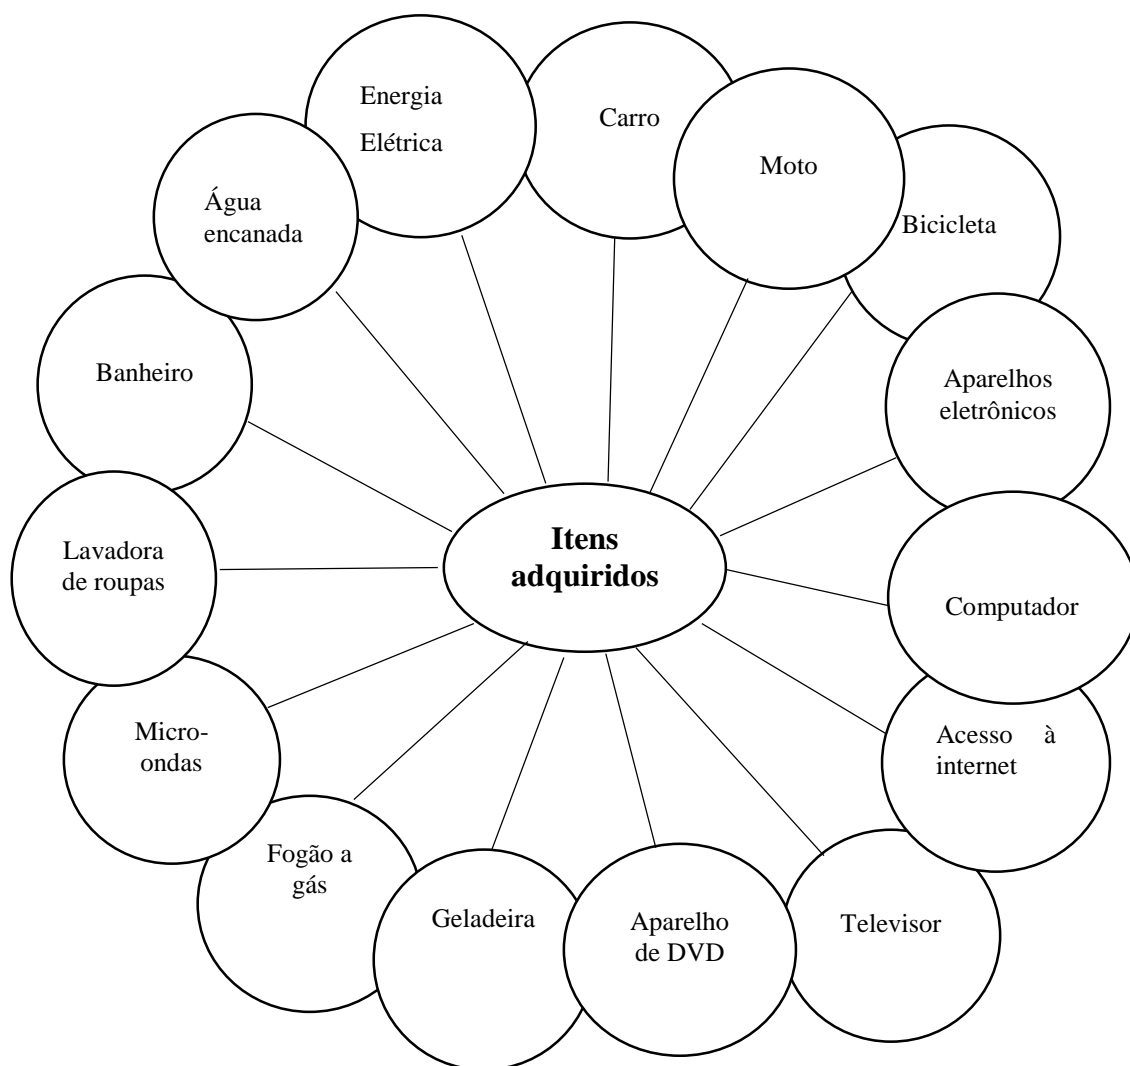 Energia
Elétrica
Carro
Moto
Bicicleta
Água
encanada
Banheiro
Aparelhos
eletrônicos
Lavadora
de roupas
Itens
adquiridos
Computador
Micro-
ondas
Acesso à
internet
Fogão a
gás
Geladeira
Aparelho
de DVD
Televisor